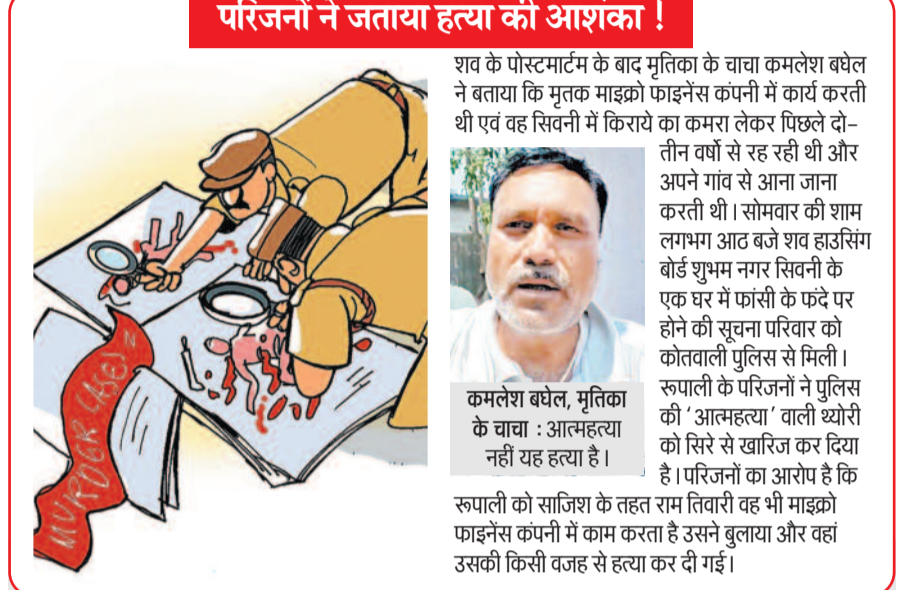 परिजनों ने जताया हत्या की आशंका !
शव के पोस्टमार्टम के बाद मृतिका के चाचा कमलेश बघेल
ने बताया कि मृतक माइक्रो फाइनेंस कंपनी में कार्य करती
थी एवं वह सिवनी में किराये का कमरा लेकर पिछले दो-
तीन वर्षो से रह रही थी और
अपने गांव से आना जाना
करती थी। सोमवार की शाम
लगभग आठ बजे शव हाउसिंग
बोर्ड शुभम नगर सिवनी के
एक घर में फांसी के फंदे पर
होने की सूचना परिवार को
कोतवाली पुलिस से मिली।
रूपाली के परिजनों ने पुलिस
की 'आत्महत्या' वाली थ्योरी
को सिरे से खारिज कर दिया
है। परिजनों का आरोप है कि
रूपाली को साजिश के तहत राम तिवारी वह भी माइक्रो
फाइनेंस कंपनी में काम करता है उसने बुलाया और वहां
उसकी किसी वजह से हत्या कर दी गई।
कमलेश बघेल, मृतिका
के चाचा : आत्महत्या
नहीं यह हत्या है।
MURDER CASES